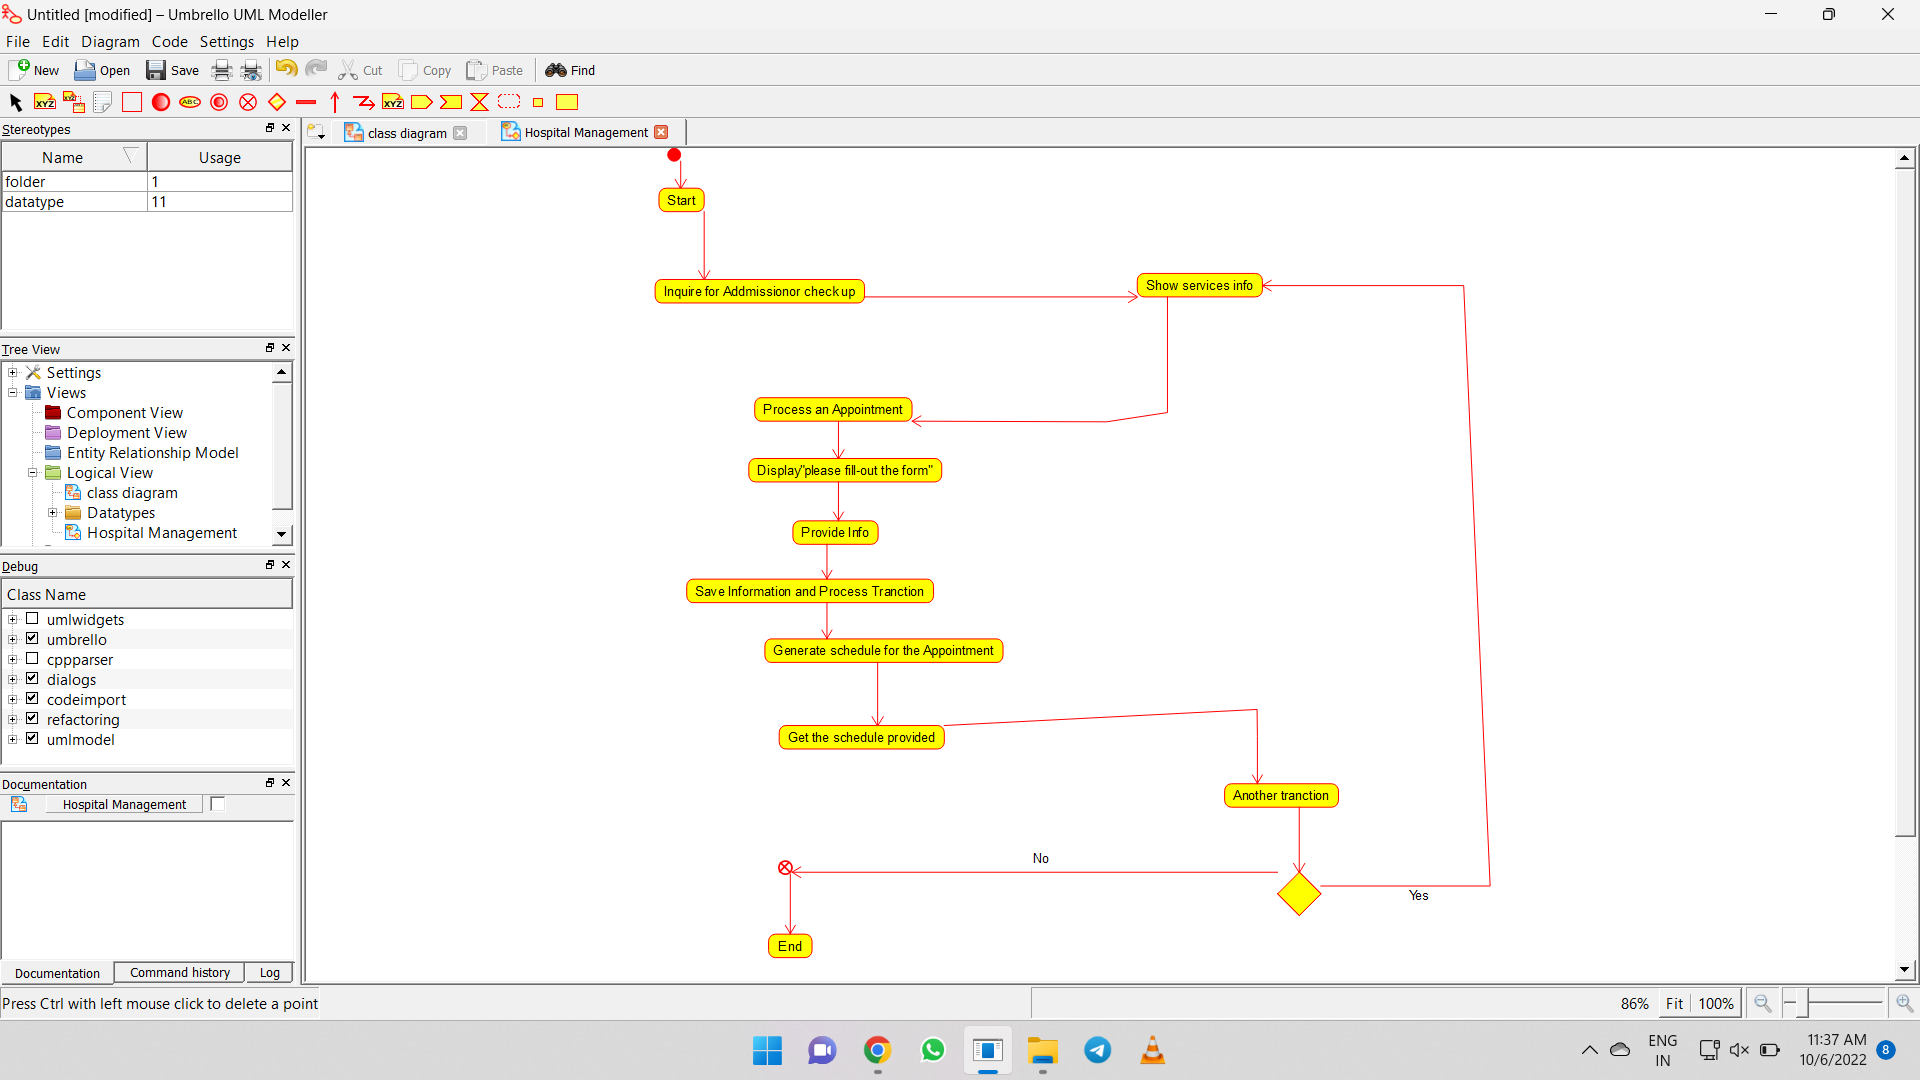 Untitled [modified] – Umbrello UML Modeller
File Edit Diagram Code Settings Help
New Open Save Cut Copy Paste Find
XYZ XYZ ABC XYZ
Stereotypes
Name Usage
folder 1
datatype 11
Tree View
Settings
Views
Component View
Deployment View
Entity Relationship Model
Logical View
class diagram
Datatypes
Hospital Management
Debug
Class Name
umlwidgets
umbrello
cppparser
dialogs
codeimport
refactoring
umlmodel
Documentation
Hospital Management
Documentation Command history Log
class diagram Hospital Management
Start
Inquire for Addmissionor check up
Show services info
Process an Appointment
Display"please fill-out the form"
Provide Info
Save Information and Process Tranction
Generate schedule for the Appointment
Get the schedule provided
Another tranction
No
Yes
End
Press Ctrl with left mouse click to delete a point
86% Fit 100%
ENG
IN
11:37 AM
10/6/2022
8